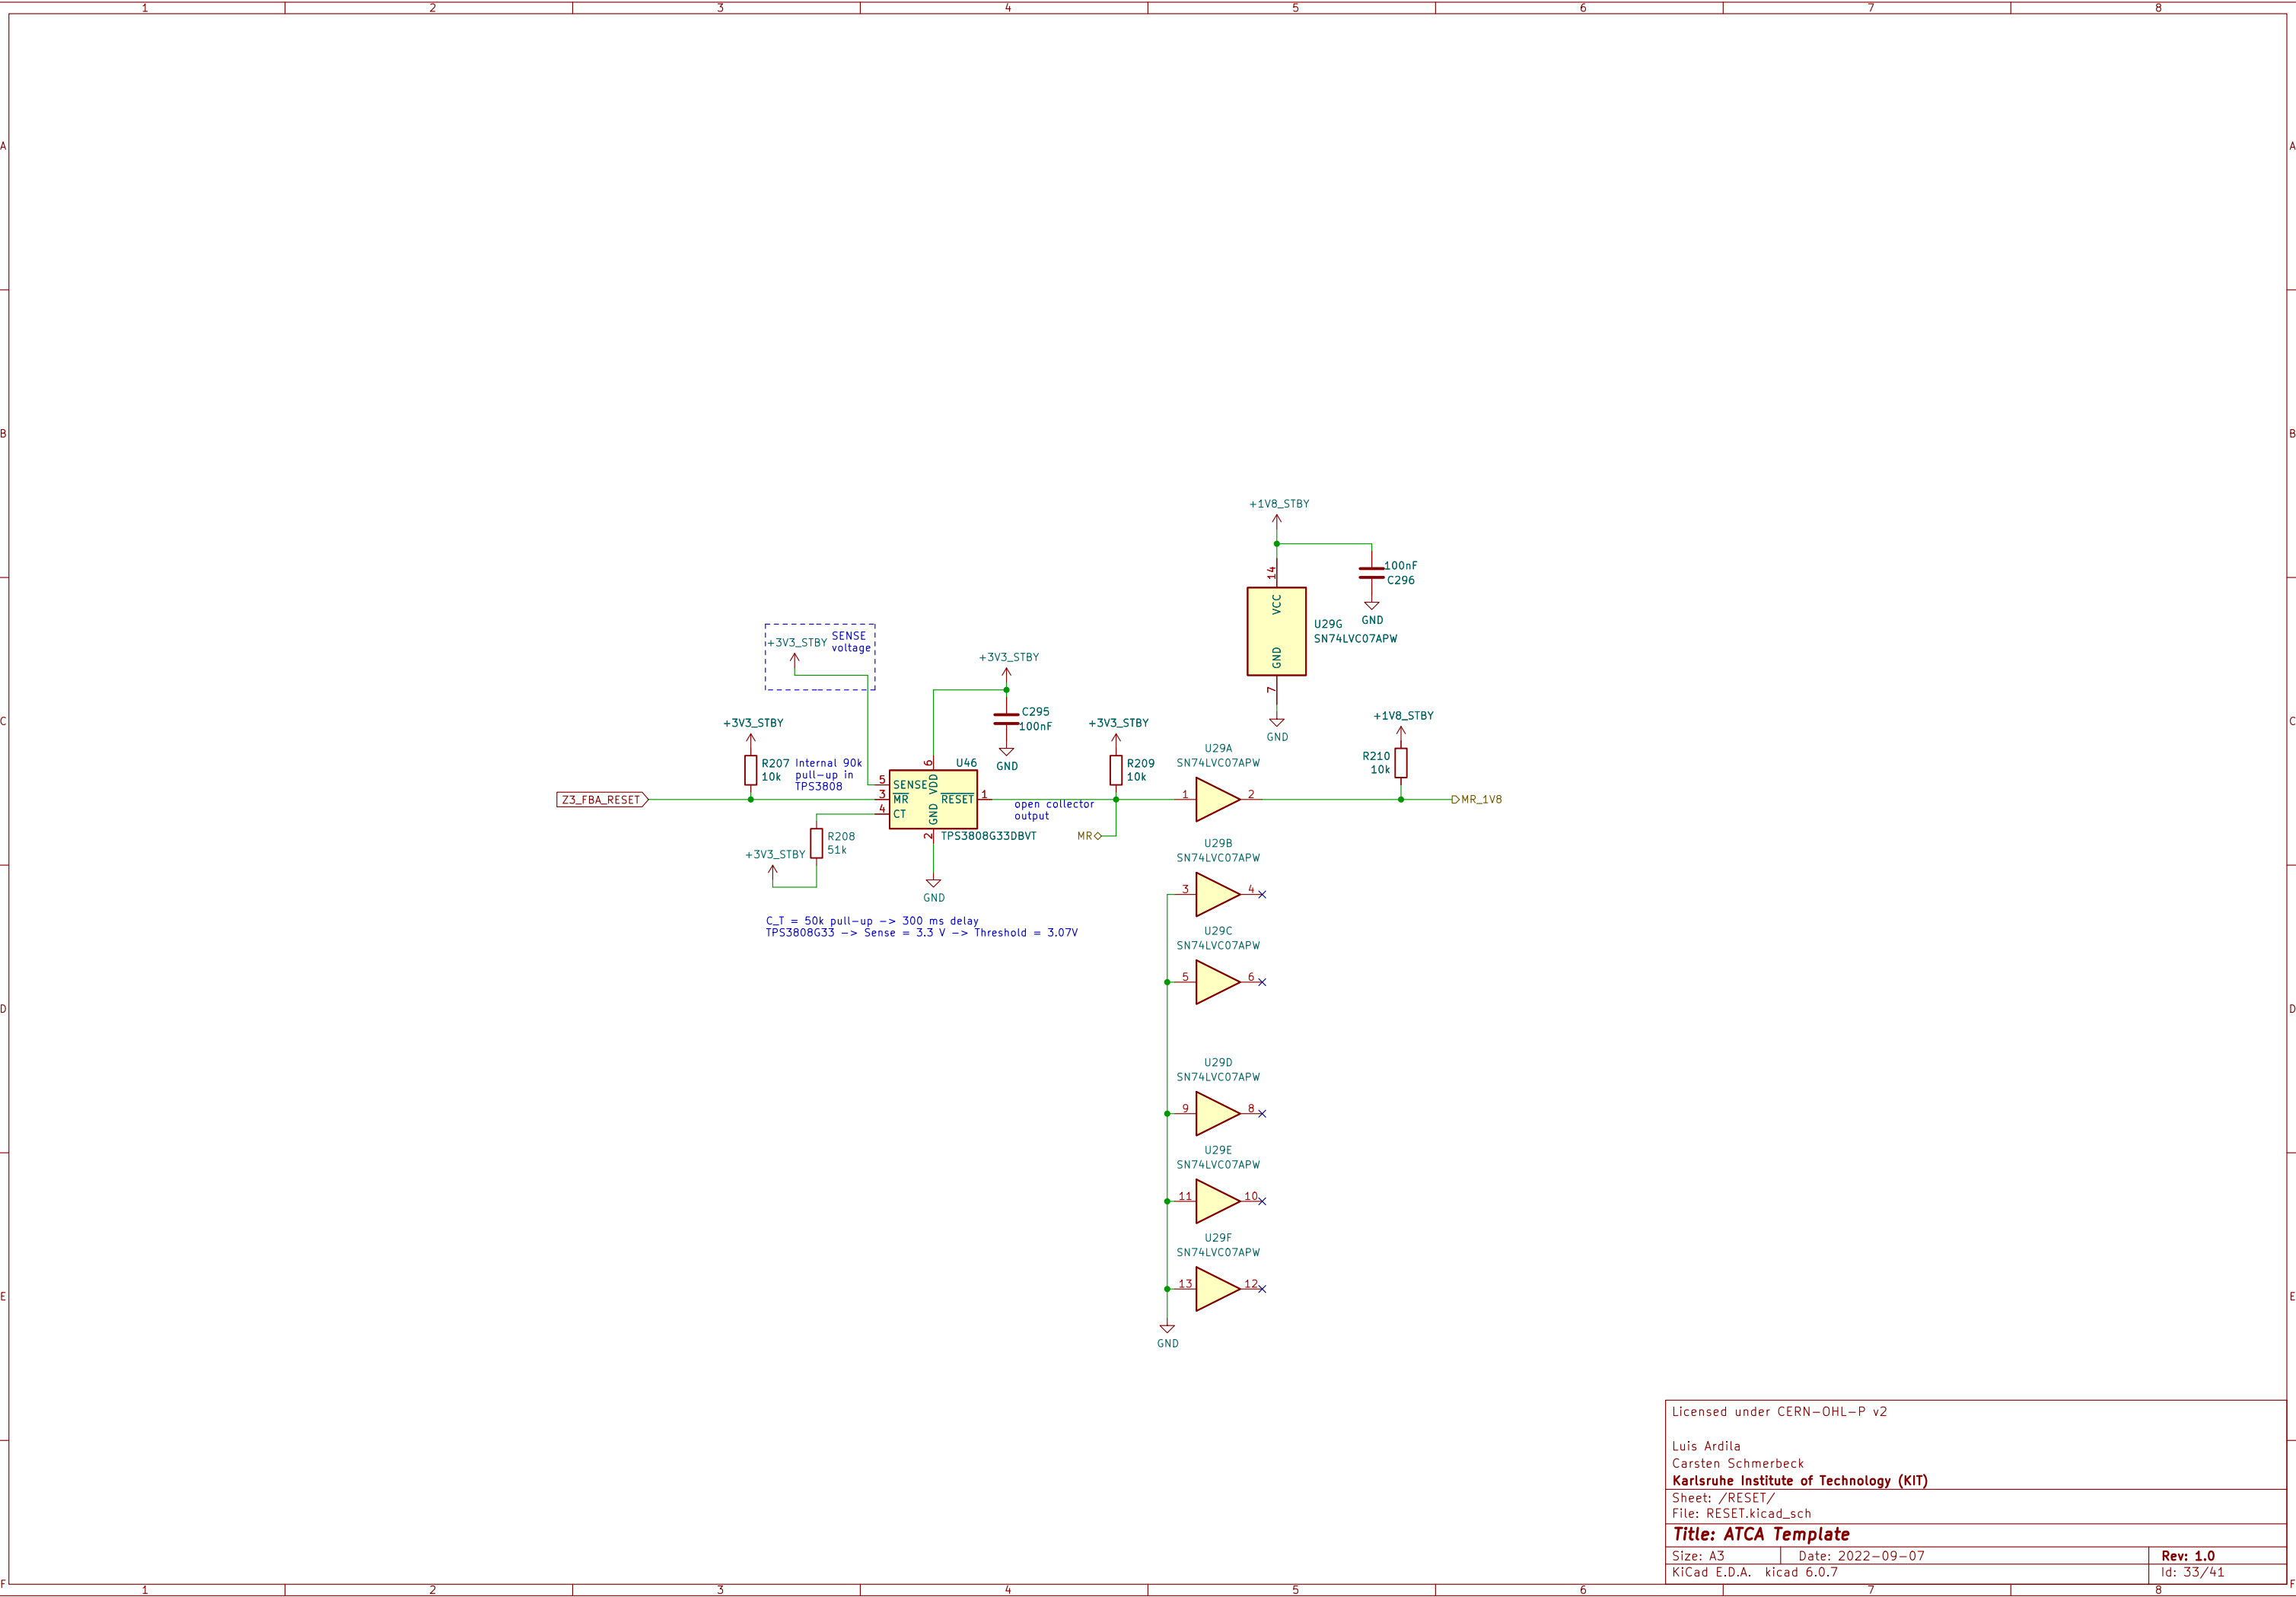 1 2 3 4 5 6 7 8
A A
B B
C C
D D
E E
F F
+1V8_STBY
14
VCC
GND
7
GND
100nF
C296
GND
U29G
SN74LVC07APW
+3V3_STBY
SENSE
voltage
+3V3_STBY
C295
100nF
GND
+3V3_STBY
R207
10k
Internal 90k
pull-up in
TPS3808
Z3_FBA_RESET
U46
6
VDD
5 SENSE
3 MR
4 CT
RESET 1
GND
2
TPS3808G33DBVT
GND
R208
51k
+3V3_STBY
C_T = 50k pull-up -> 300 ms delay
TPS3808G33 -> Sense = 3.3 V -> Threshold = 3.07V
open collector
output
+3V3_STBY
R209
10k
MR
U29A
SN74LVC07APW
1 2
+1V8_STBY
R210
10k
MR_1V8
U29B
SN74LVC07APW
3 4
U29C
SN74LVC07APW
5 6
U29D
SN74LVC07APW
9 8
U29E
SN74LVC07APW
11 10
U29F
SN74LVC07APW
13 12
GND
Licensed under CERN-OHL-P v2
Luis Ardila
Carsten Schmerbeck
Karlsruhe Institute of Technology (KIT)
Sheet: /RESET/
File: RESET.kicad_sch
Title: ATCA Template
Size: A3 Date: 2022-09-07 Rev: 1.0
KiCad E.D.A. kicad 6.0.7 Id: 33/41
1 2 3 4 5 6 7 8